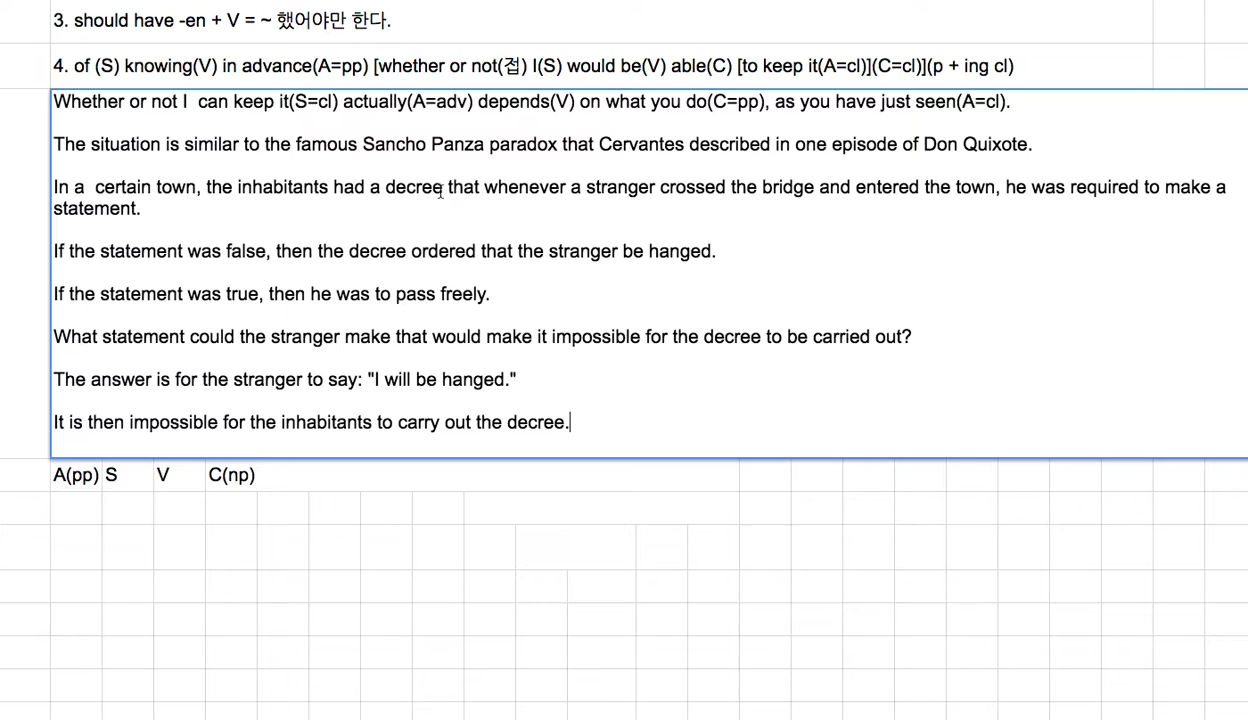 3. should have -en + V = ~ 했어야만 한다.
4. of (S) knowing(V) in advance(A=pp) [whether or not(접) I(S) would be(V) able(C) [to keep it(A=cl)](C=cl)](p + ing cl)
Whether or not I  can keep it(S=cl) actually(A=adv) depends(V) on what you do(C=pp), as you have just seen(A=cl).
The situation is similar to the famous Sancho Panza paradox that Cervantes described in one episode of Don Quixote.
In a  certain town, the inhabitants had a decree that whenever a stranger crossed the bridge and entered the town, he was required to make a
statement.
If the statement was false, then the decree ordered that the stranger be hanged.
If the statement was true, then he was to pass freely.
What statement could the stranger make that would make it impossible for the decree to be carried out?
The answer is for the stranger to say: "I will be hanged."
It is then impossible for the inhabitants to carry out the decree.
A(pp) S V C(np)